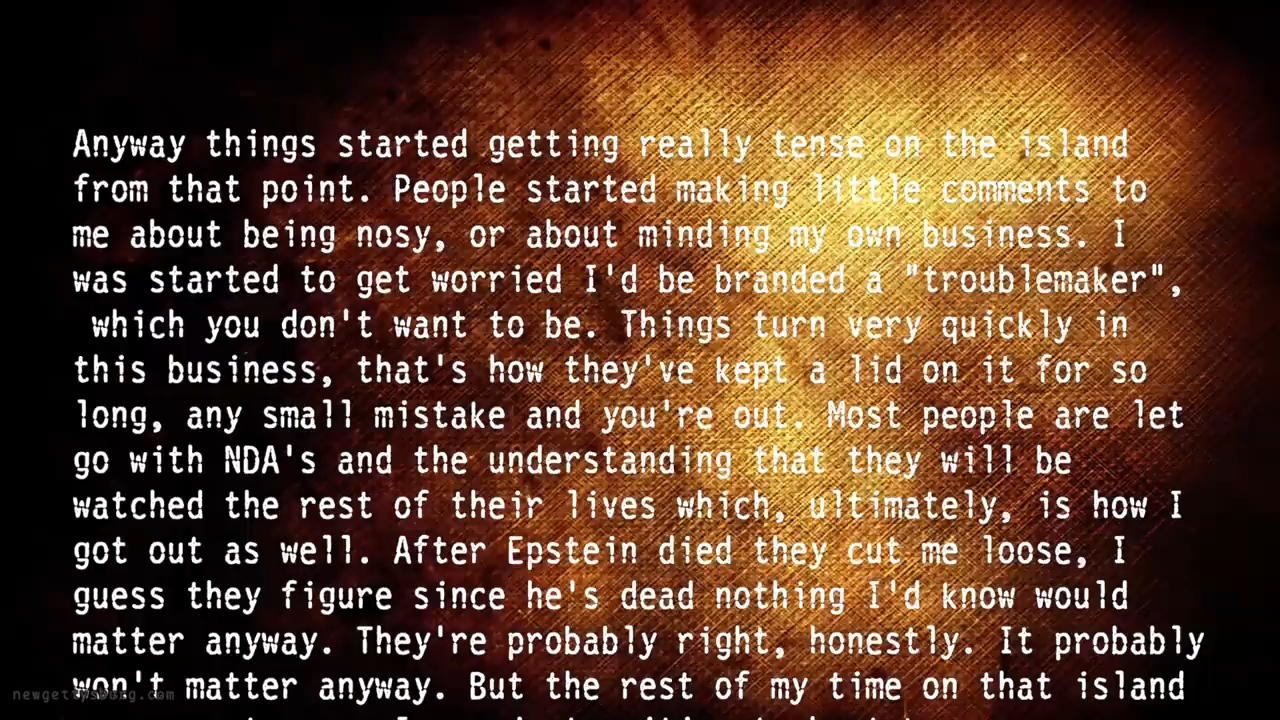 Anyway things started getting really tense on the island
from that point. People started making little comments to
me about being nosy, or about minding my own business. I
was started to get worried I'd be branded a "troublemaker",
which you don't want to be. Things turn very quickly in
this business, that's how they've kept a lid on it for so
long, any small mistake and you're out. Most people are let
go with NDA's and the understanding that they will be
watched the rest of their lives which, ultimately, is how I
got out as well. After Epstein died they cut me loose, I
guess they figure since he's dead nothing I'd know would
matter anyway. They're probably right, honestly. It probably
won't matter anyway. But the rest of my time on that island
newgettysburg.com